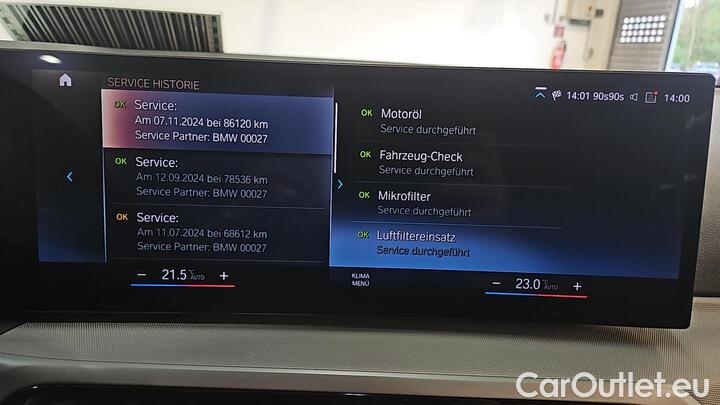 SERVICE HISTORIE
14:01 90s90s 14:00
OK Service:
Am 07.11.2024 bei 86120 km
Service Partner: BMW 00027
OK Service:
Am 12.09.2024 bei 78536 km
Service Partner: BMW 00027
OK Service:
Am 11.07.2024 bei 68612 km
Service Partner: BMW 00027
OK Motoröl
Service durchgeführt
OK Fahrzeug-Check
Service durchgeführt
OK Mikrofilter
Service durchgeführt
OK Luftfiltereinsatz
Service durchgeführt
− 21.5 °C AUTO +
KLIMA
MENÜ
− 23.0 °C AUTO +
CarOutlet.eu